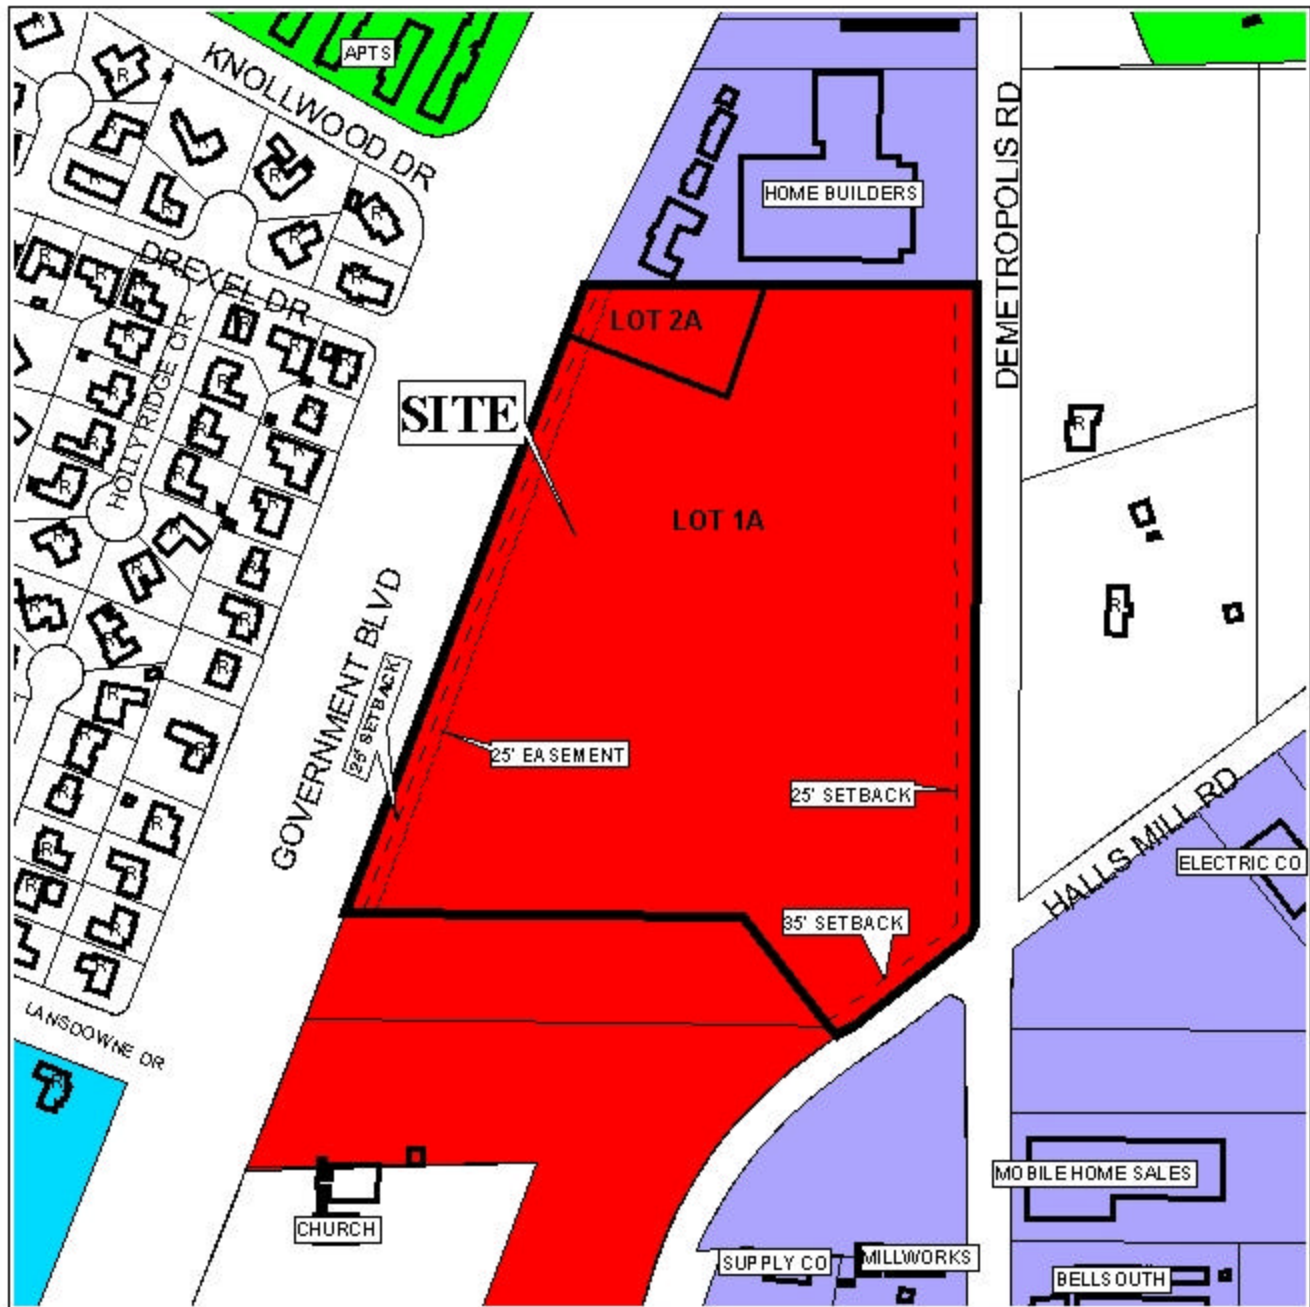 APTS
KNOLLWOOD DR
HOME BUILDERS
DEMETROPOLIS RD
DREXEL DR
LOT 2A
HOLLY RIDGE CIR
SITE
LOT 1A
GOVERNMENT BLVD
25' SETBACK
25' EASEMENT
25' SETBACK
HALLS MILL RD
ELECTRIC CO
35' SETBACK
LANSDOWNE DR
MOBILE HOME SALES
CHURCH
SUPPLY CO
MILLWORKS
BELLSOUTH